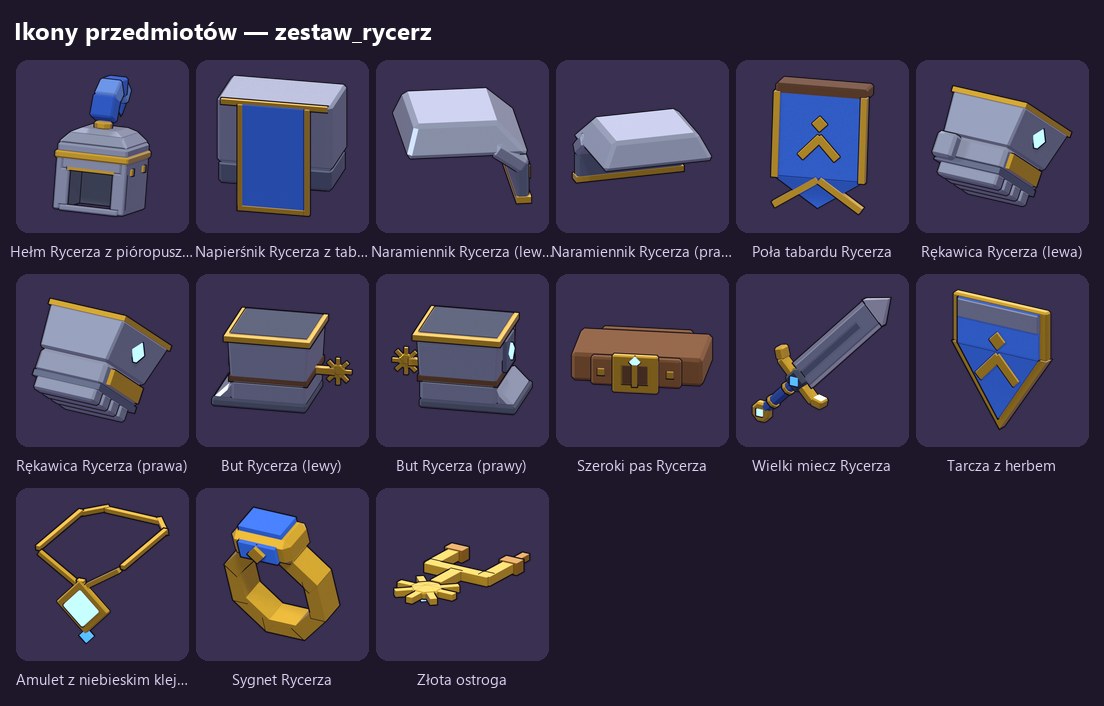 Ikony przedmiotów — zestaw_rycerz
Hełm Rycerza z pióropusz...
Napierśnik Rycerza z tab...
Naramiennik Rycerza (lew...
Naramiennik Rycerza (pra...
Poła tabardu Rycerza
Rękawica Rycerza (lewa)
Rękawica Rycerza (prawa)
But Rycerza (lewy)
But Rycerza (prawy)
Szeroki pas Rycerza
Wielki miecz Rycerza
Tarcza z herbem
Amulet z niebieskim klej...
Sygnet Rycerza
Złota ostroga